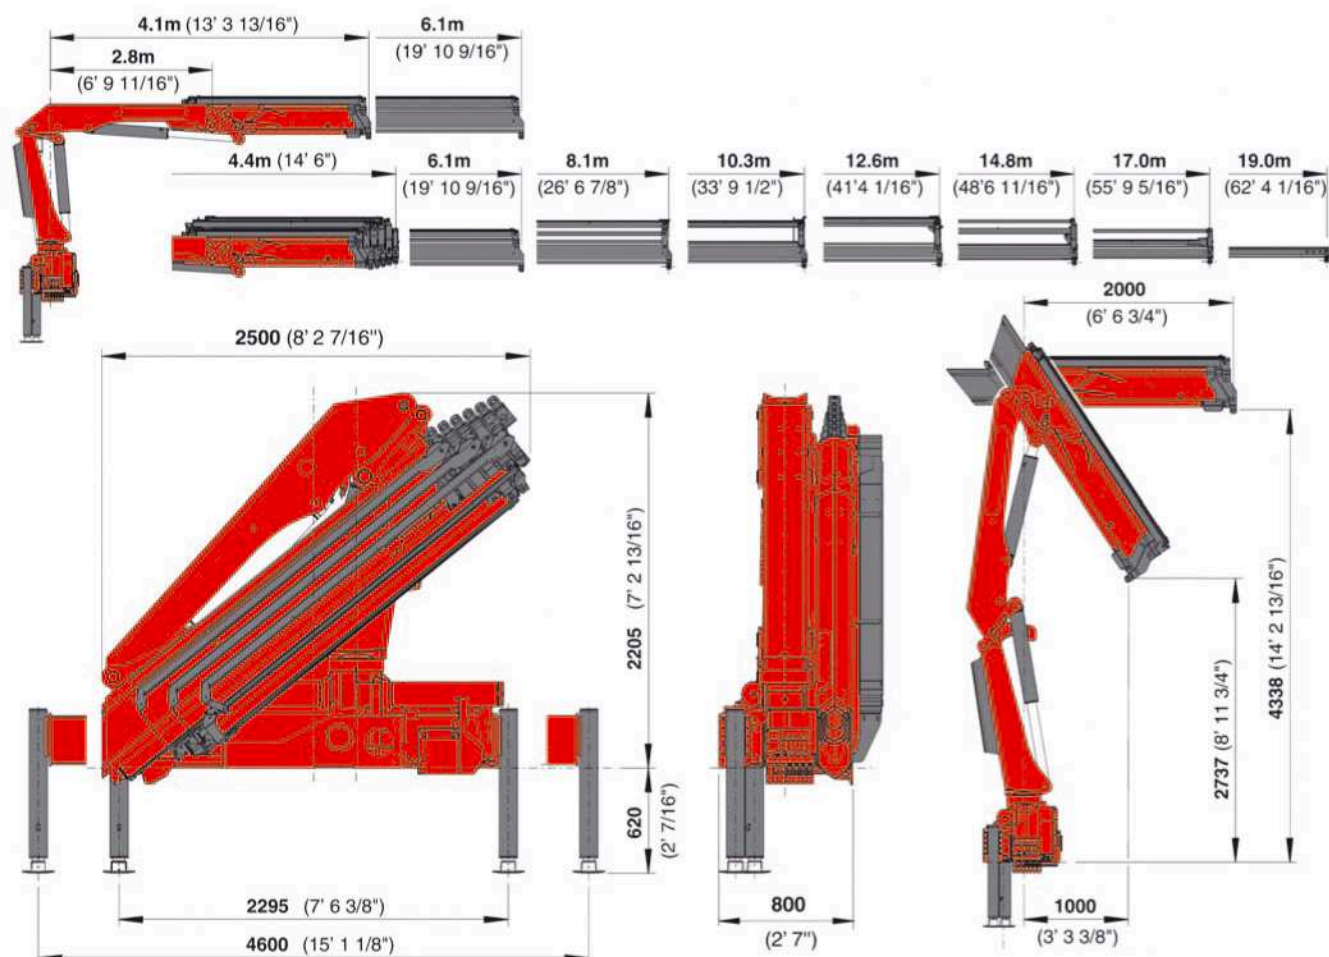 4.1m (13' 3 13/16")
6.1m
(19' 10 9/16")
2.8m
(6' 9 11/16")
4.4m (14' 6")
6.1m
(19' 10 9/16")
8.1m
(26' 6 7/8")
10.3m
(33' 9 1/2")
12.6m
(41'4 1/16")
14.8m
(48'6 11/16")
17.0m
(55' 9 5/16")
19.0m
(62' 4 1/16")
2000
(6' 6 3/4")
2500 (8' 2 7/16")
2205 (7' 2 13/16")
620
(2' 7/16")
2295 (7' 6 3/8")
4600 (15' 1 1/8")
800
(2' 7")
4338 (14' 2 13/16")
2737 (8' 11 3/4")
1000
(3' 3 3/8")